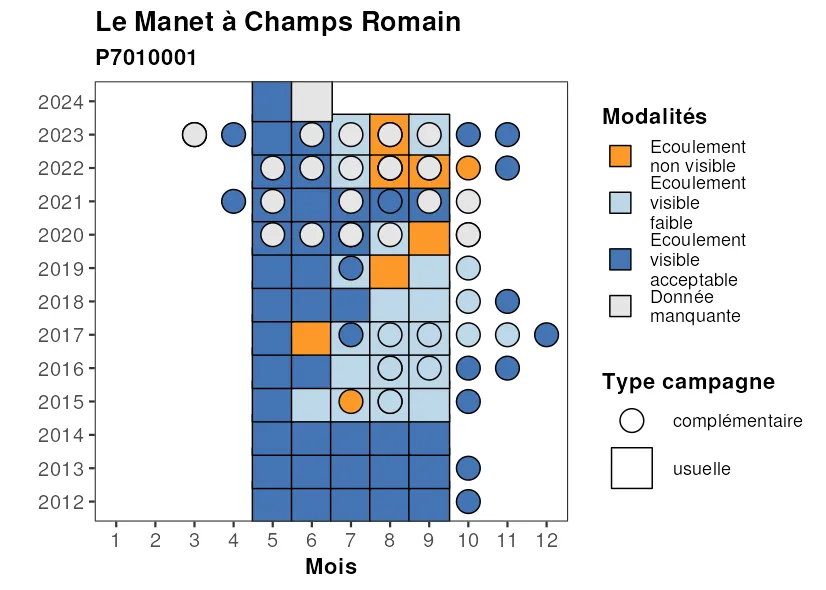 Le Manet à Champs Romain
P7010001
2024
2023
2022
2021
2020
2019
2018
2017
2016
2015
2014
2013
2012
1 2 3 4 5 6 7 8 9 10 11 12
Mois
Modalités
Ecoulement
non visible
Ecoulement
visible
faible
Ecoulement
visible
acceptable
Donnée
manquante
Type campagne
complémentaire
usuelle